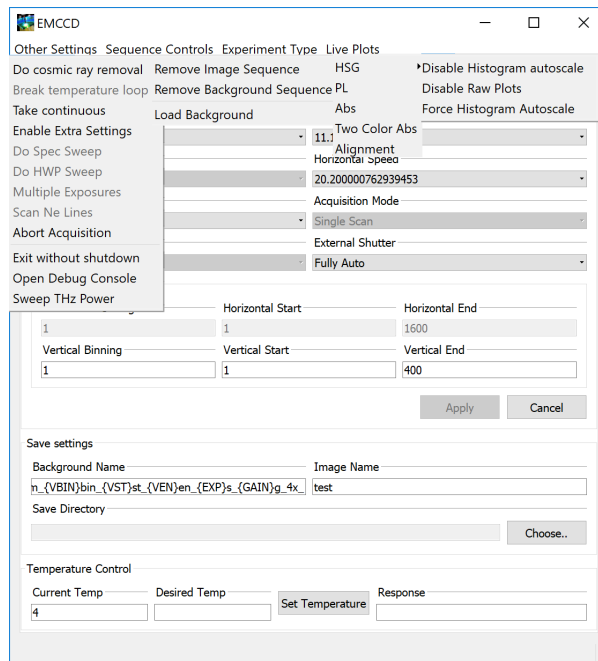 EMCCD
Other Settings Sequence Controls Experiment Type Live Plots
Do cosmic ray removal
Break temperature loop
Take continuous
Enable Extra Settings
Do Spec Sweep
Do HWP Sweep
Multiple Exposures
Scan Ne Lines
Abort Acquisition
Exit without shutdown
Open Debug Console
Sweep THz Power
Remove Image Sequence
Remove Background Sequence
Load Background
HSG
PL
Abs
Two Color Abs
Alignment
Disable Histogram autoscale
Disable Raw Plots
Force Histogram Autoscale
Horizontal Speed
20.200000762939453
Acquisition Mode
Single Scan
External Shutter
Fully Auto
Horizontal Start
Horizontal End
1
1
1600
Vertical Binning
Vertical Start
Vertical End
1
1
400
Apply
Cancel
Save settings
Background Name
Image Name
m_{VBIN}bin_{VST}st_{VEN}en_{EXP}s_{GAIN}g_4x_
test
Save Directory
Choose..
Temperature Control
Current Temp
Desired Temp
Set Temperature
Response
4